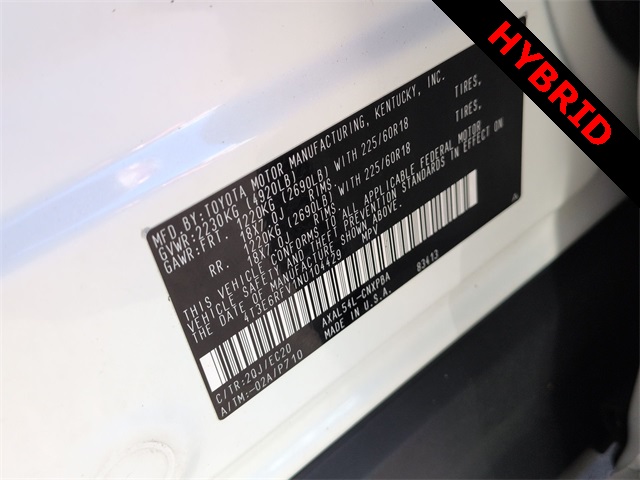 HYBRID
MFD. BY: TOYOTA MOTOR MANUFACTURING, KENTUCKY, INC.
GVWR: 2230KG (4920LB)
GAWR: FRT. 1220KG (2690LB) WITH 225/60R18 TIRES.
18X7.0J RIMS.
RR. 1220KG (2690LB) WITH 225/60R18 TIRES.
18X7.0J RIMS.
THIS VEHICLE CONFORMS TO ALL APPLICABLE FEDERAL MOTOR
VEHICLE SAFETY AND THEFT PREVENTION STANDARDS IN EFFECT ON
THE DATE OF MANUFACTURE SHOWN ABOVE.
MPV
A
C/TR:2QJ/FC20
AXAL54L-CNXPBA
83413
A/TM:-02A/P710
MADE IN U.S.A.